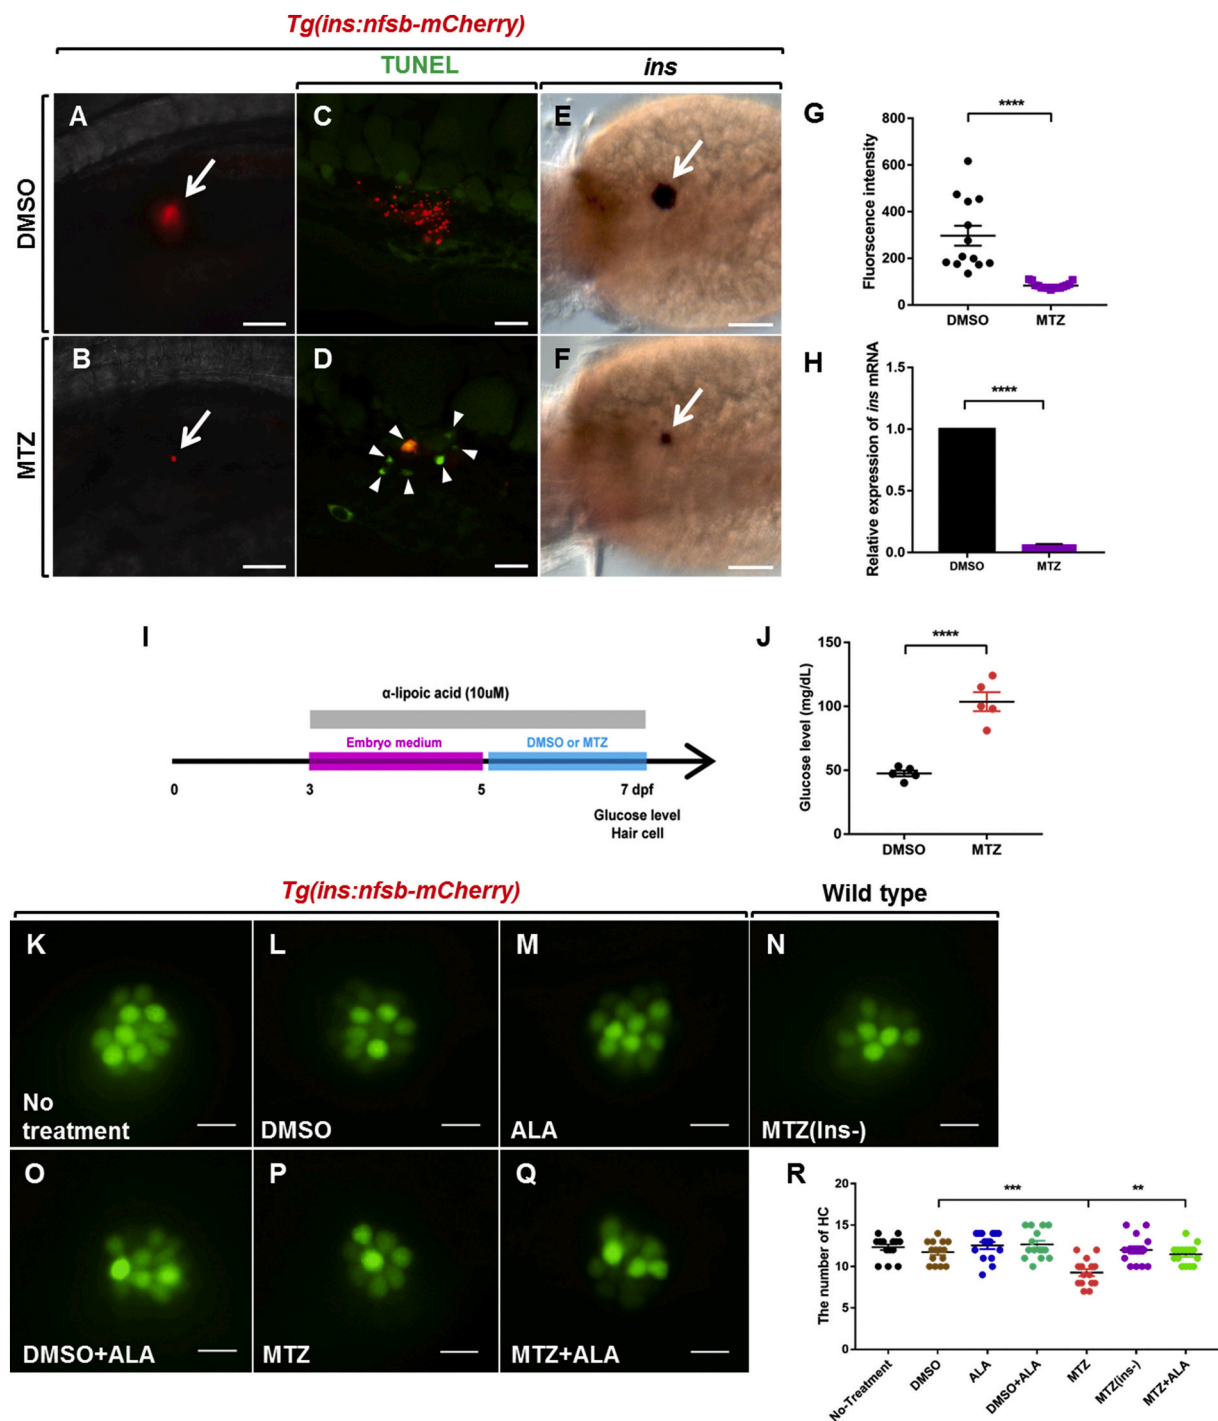 Tg(ins:nfsb-mCherry)
TUNEL
ins
DMSO
MTZ
A
C
E
B
D
F
G
****
Fluorescence intensity
800
600
400
200
0
DMSO
MTZ
H
****
Relative expression of ins mRNA
1.5
1.0
0.5
0.0
DMSO
MTZ
I
α-lipoic acid (10uM)
Embryo medium
DMSO or MTZ
0
3
5
7 dpf
Glucose level
Hair cell
J
****
Glucose level (mg/dL)
150
100
50
0
DMSO
MTZ
Tg(ins:nfsb-mCherry)
Wild type
K
No
treatment
L
DMSO
M
ALA
N
MTZ(Ins-)
O
DMSO+ALA
P
MTZ
Q
MTZ+ALA
R
***
**
The number of HC
20
15
10
5
0
No-Treatment
DMSO
ALA
DMSO+ALA
MTZ
MTZ(ins-)
MTZ+ALA